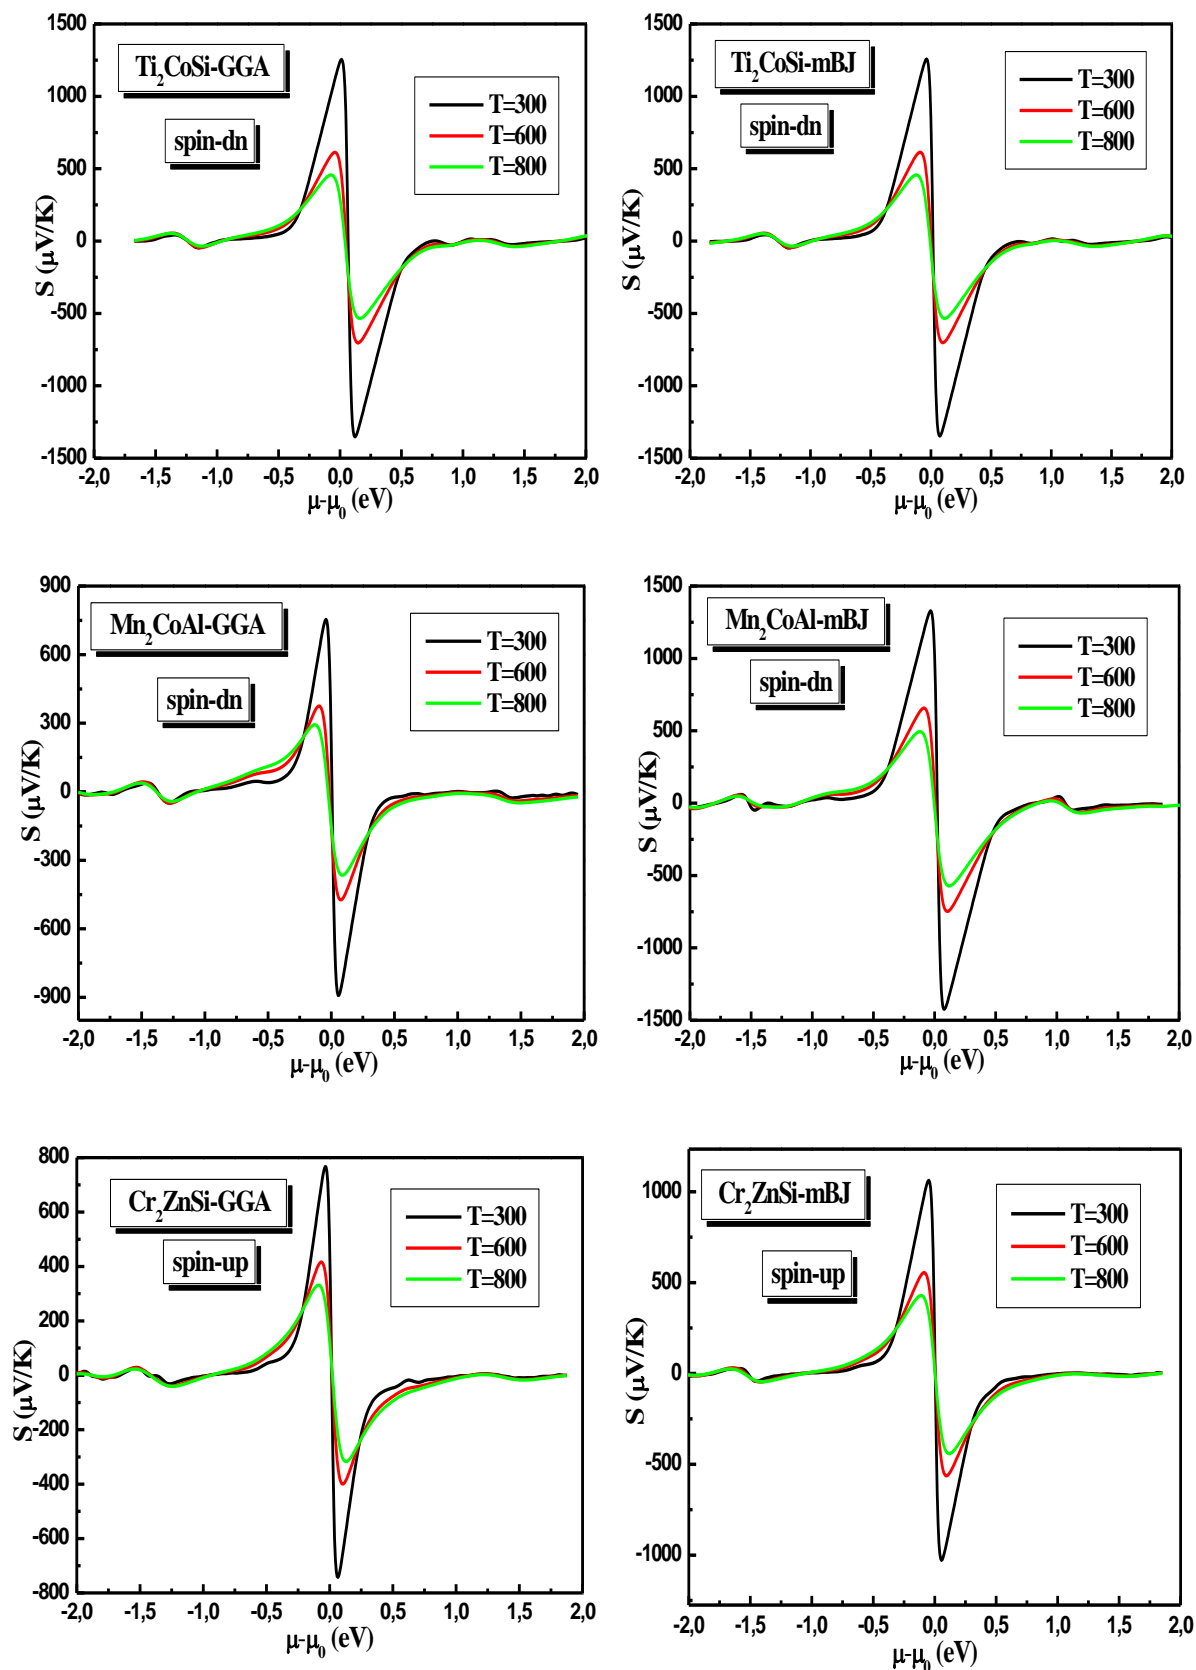 Ti₂CoSi-GGA
spin-dn
T=300
T=600
T=800
1500
1000
500
0
-500
-1000
-1500
S (µV/K)
-2,0 -1,5 -1,0 -0,5 0,0 0,5 1,0 1,5 2,0
µ-µ₀ (eV)
Ti₂CoSi-mBJ
spin-dn
T=300
T=600
T=800
1500
1000
500
0
-500
-1000
-1500
S (µV/K)
-2,0 -1,5 -1,0 -0,5 0,0 0,5 1,0 1,5 2,0
µ-µ₀ (eV)
Mn₂CoAl-GGA
spin-dn
T=300
T=600
T=800
900
600
300
0
-300
-600
-900
S (µV/K)
-2,0 -1,5 -1,0 -0,5 0,0 0,5 1,0 1,5 2,0
µ-µ₀ (eV)
Mn₂CoAl-mBJ
spin-dn
T=300
T=600
T=800
1500
1000
500
0
-500
-1000
-1500
S (µV/K)
-2,0 -1,5 -1,0 -0,5 0,0 0,5 1,0 1,5 2,0
µ-µ₀ (eV)
Cr₂ZnSi-GGA
spin-up
T=300
T=600
T=800
800
600
400
200
0
-200
-400
-600
-800
S (µV/K)
-2,0 -1,5 -1,0 -0,5 0,0 0,5 1,0 1,5 2,0
µ-µ₀ (eV)
Cr₂ZnSi-mBJ
spin-up
T=300
T=600
T=800
1000
500
0
-500
-1000
S (µV/K)
-2,0 -1,5 -1,0 -0,5 0,0 0,5 1,0 1,5 2,0
µ-µ₀ (eV)